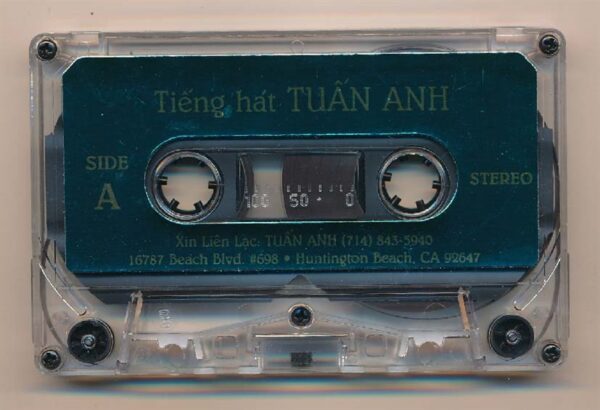 Tiếng hát TUẤN ANH
SIDE
A
STEREO
100 50 · 0
Xin Liên Lạc: TUẤN ANH (714) 843-5940
16787 Beach Blvd. #698 • Huntington Beach, CA 92647